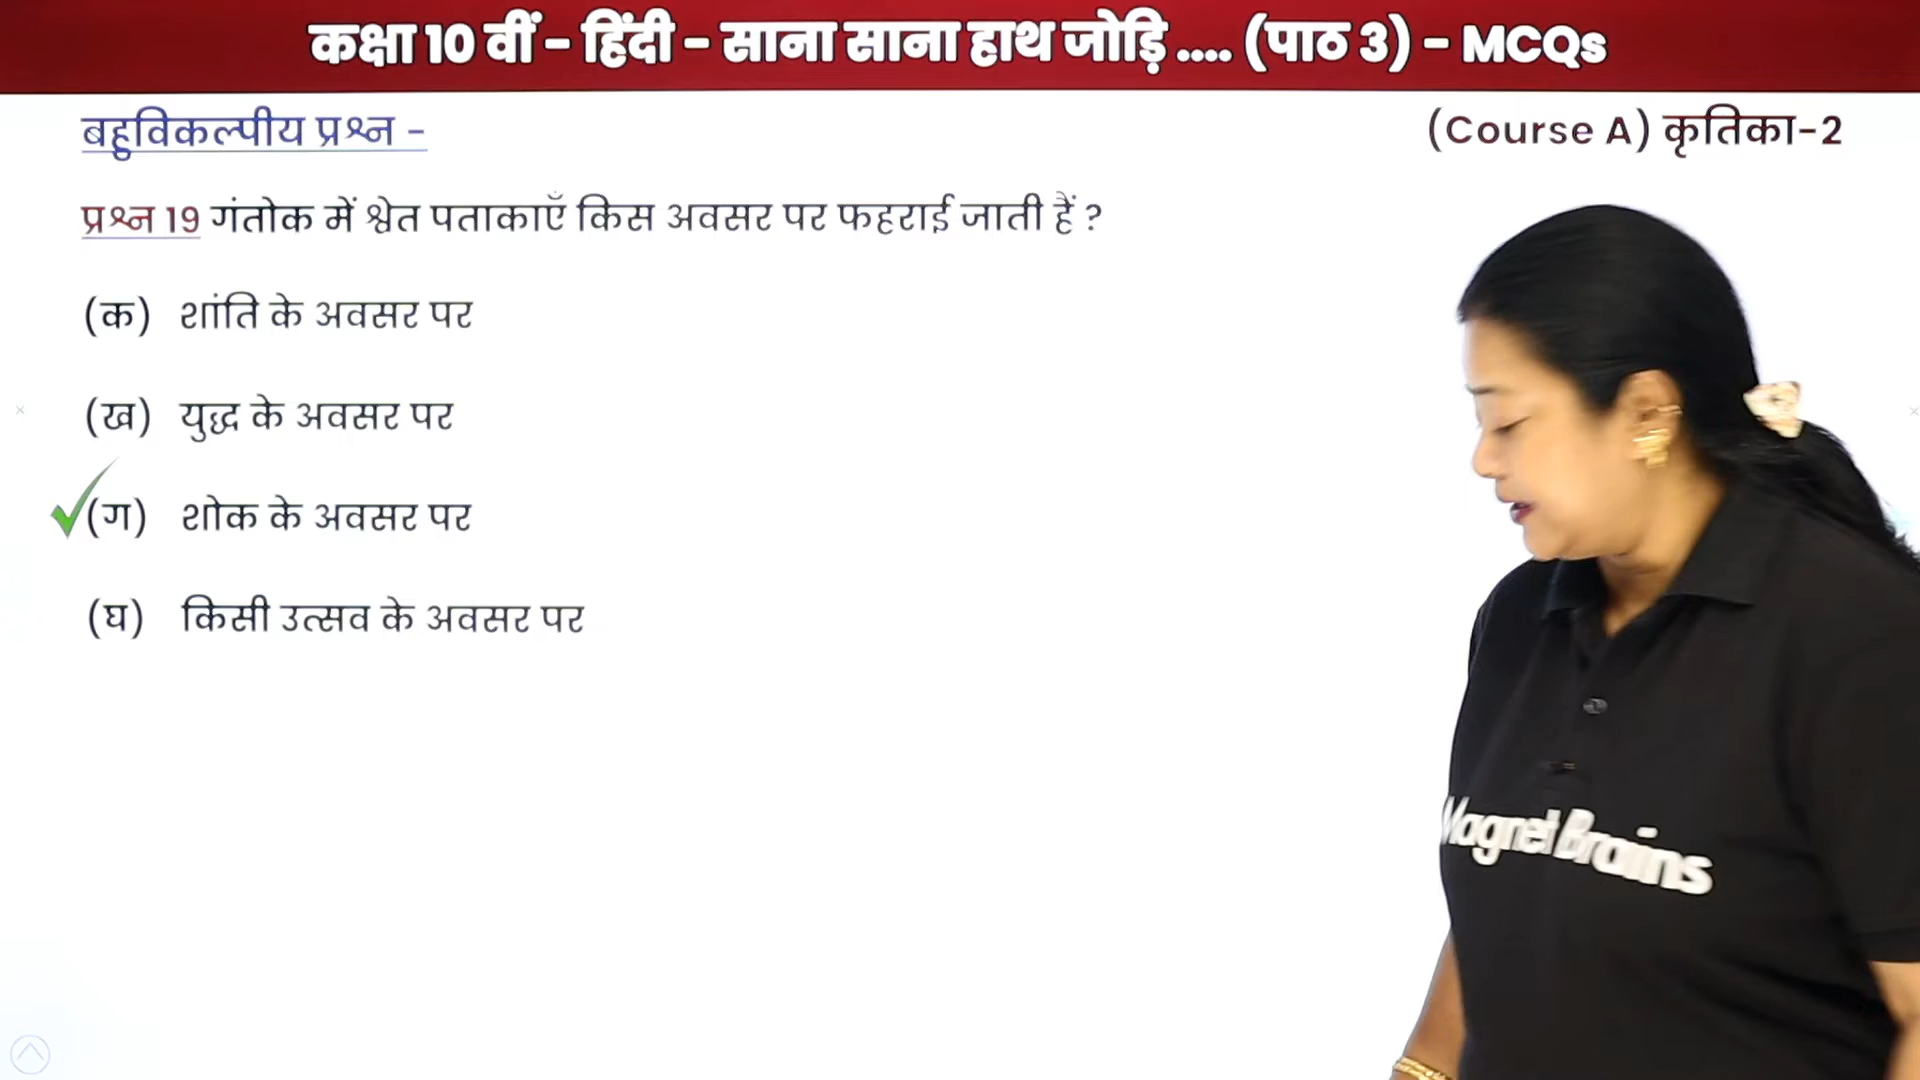 कक्षा 10 वीं - हिंदी - साना साना हाथ जोड़ि .... (पाठ 3) - MCQs
बहुविकल्पीय प्रश्न -
(Course A) कृतिका-2
प्रश्न 19 गंतोक में श्वेत पताकाएँ किस अवसर पर फहराई जाती हैं ?
(क) शांति के अवसर पर
(ख) युद्ध के अवसर पर
(ग) शोक के अवसर पर
(घ) किसी उत्सव के अवसर पर
Magnet Brains